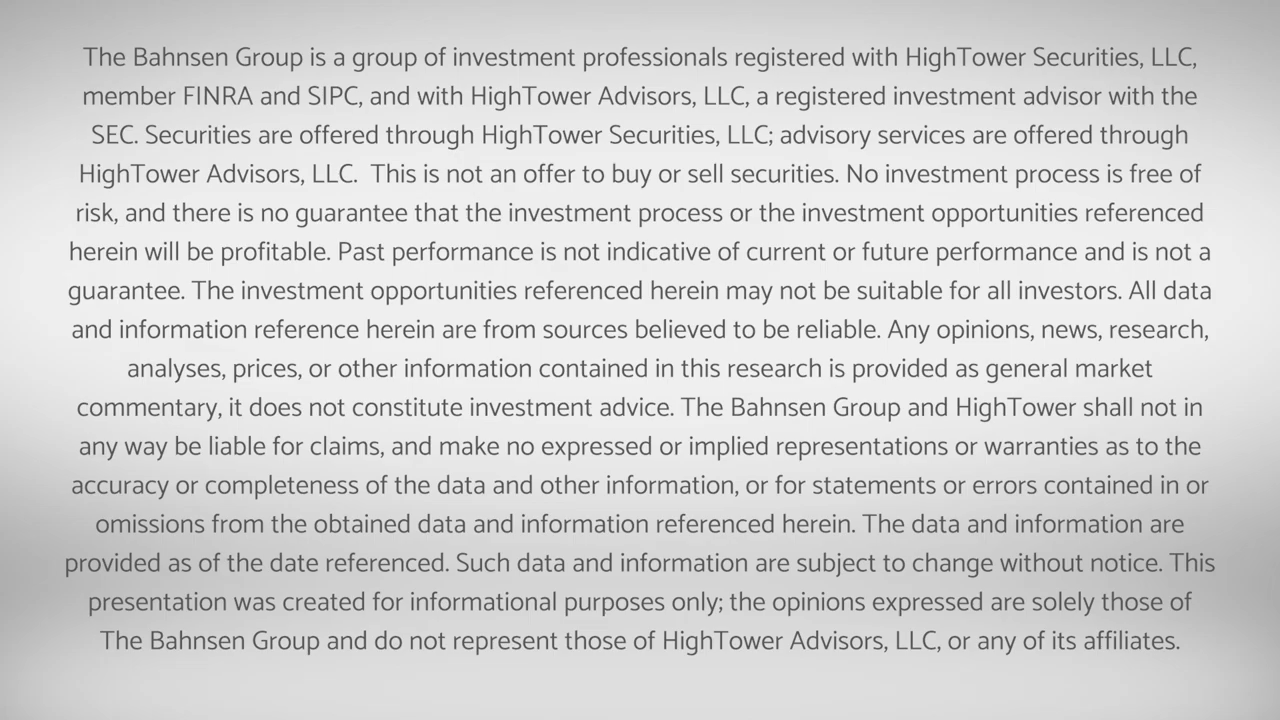 The Bahnsen Group is a group of investment professionals registered with HighTower Securities, LLC,
member FINRA and SIPC, and with HighTower Advisors, LLC, a registered investment advisor with the
SEC. Securities are offered through HighTower Securities, LLC; advisory services are offered through
HighTower Advisors, LLC.  This is not an offer to buy or sell securities. No investment process is free of
risk, and there is no guarantee that the investment process or the investment opportunities referenced
herein will be profitable. Past performance is not indicative of current or future performance and is not a
guarantee. The investment opportunities referenced herein may not be suitable for all investors. All data
and information reference herein are from sources believed to be reliable. Any opinions, news, research,
analyses, prices, or other information contained in this research is provided as general market
commentary, it does not constitute investment advice. The Bahnsen Group and HighTower shall not in
any way be liable for claims, and make no expressed or implied representations or warranties as to the
accuracy or completeness of the data and other information, or for statements or errors contained in or
omissions from the obtained data and information referenced herein. The data and information are
provided as of the date referenced. Such data and information are subject to change without notice. This
presentation was created for informational purposes only; the opinions expressed are solely those of
The Bahnsen Group and do not represent those of HighTower Advisors, LLC, or any of its affiliates.